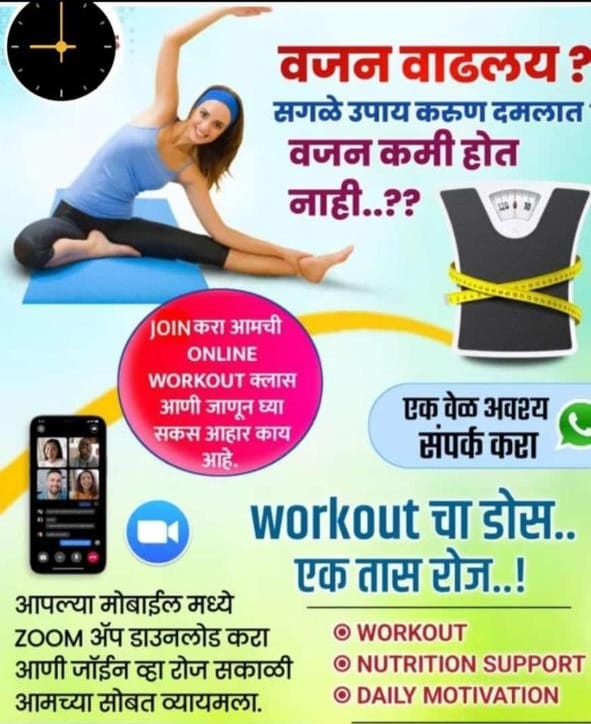 वजन वाढलय ?
सगळे उपाय करुण दमलात
वजन कमी होत
नाही..??
JOIN करा आमची
ONLINE
WORKOUT क्लास
आणी जाणून घ्या
सकस आहार काय
आहे.
एक वेळ अवश्य
संपर्क करा
workout चा डोस..
एक तास रोज..!
आपल्या मोबाईल मध्ये
ZOOM ॲप डाउनलोड करा
आणी जॉईन व्हा रोज सकाळी
आमच्या सोबत व्यायमला.
WORKOUT
NUTRITION SUPPORT
DAILY MOTIVATION